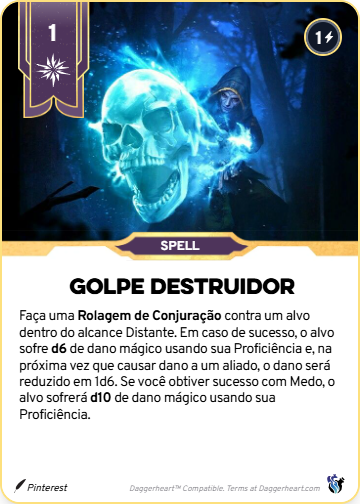 1
1
SPELL
GOLPE DESTRUIDOR
Faça uma Rolagem de Conjuração contra um alvo
dentro do alcance Distante. Em caso de sucesso, o alvo
sofre d6 de dano mágico usando sua Proficiência e, na
próxima vez que causar dano a um aliado, o dano será
reduzido em 1d6. Se você obtiver sucesso com Medo, o
alvo sofrerá d10 de dano mágico usando sua
Proficiência.
Pinterest
Daggerheart™ Compatible. Terms at Daggerheart.com